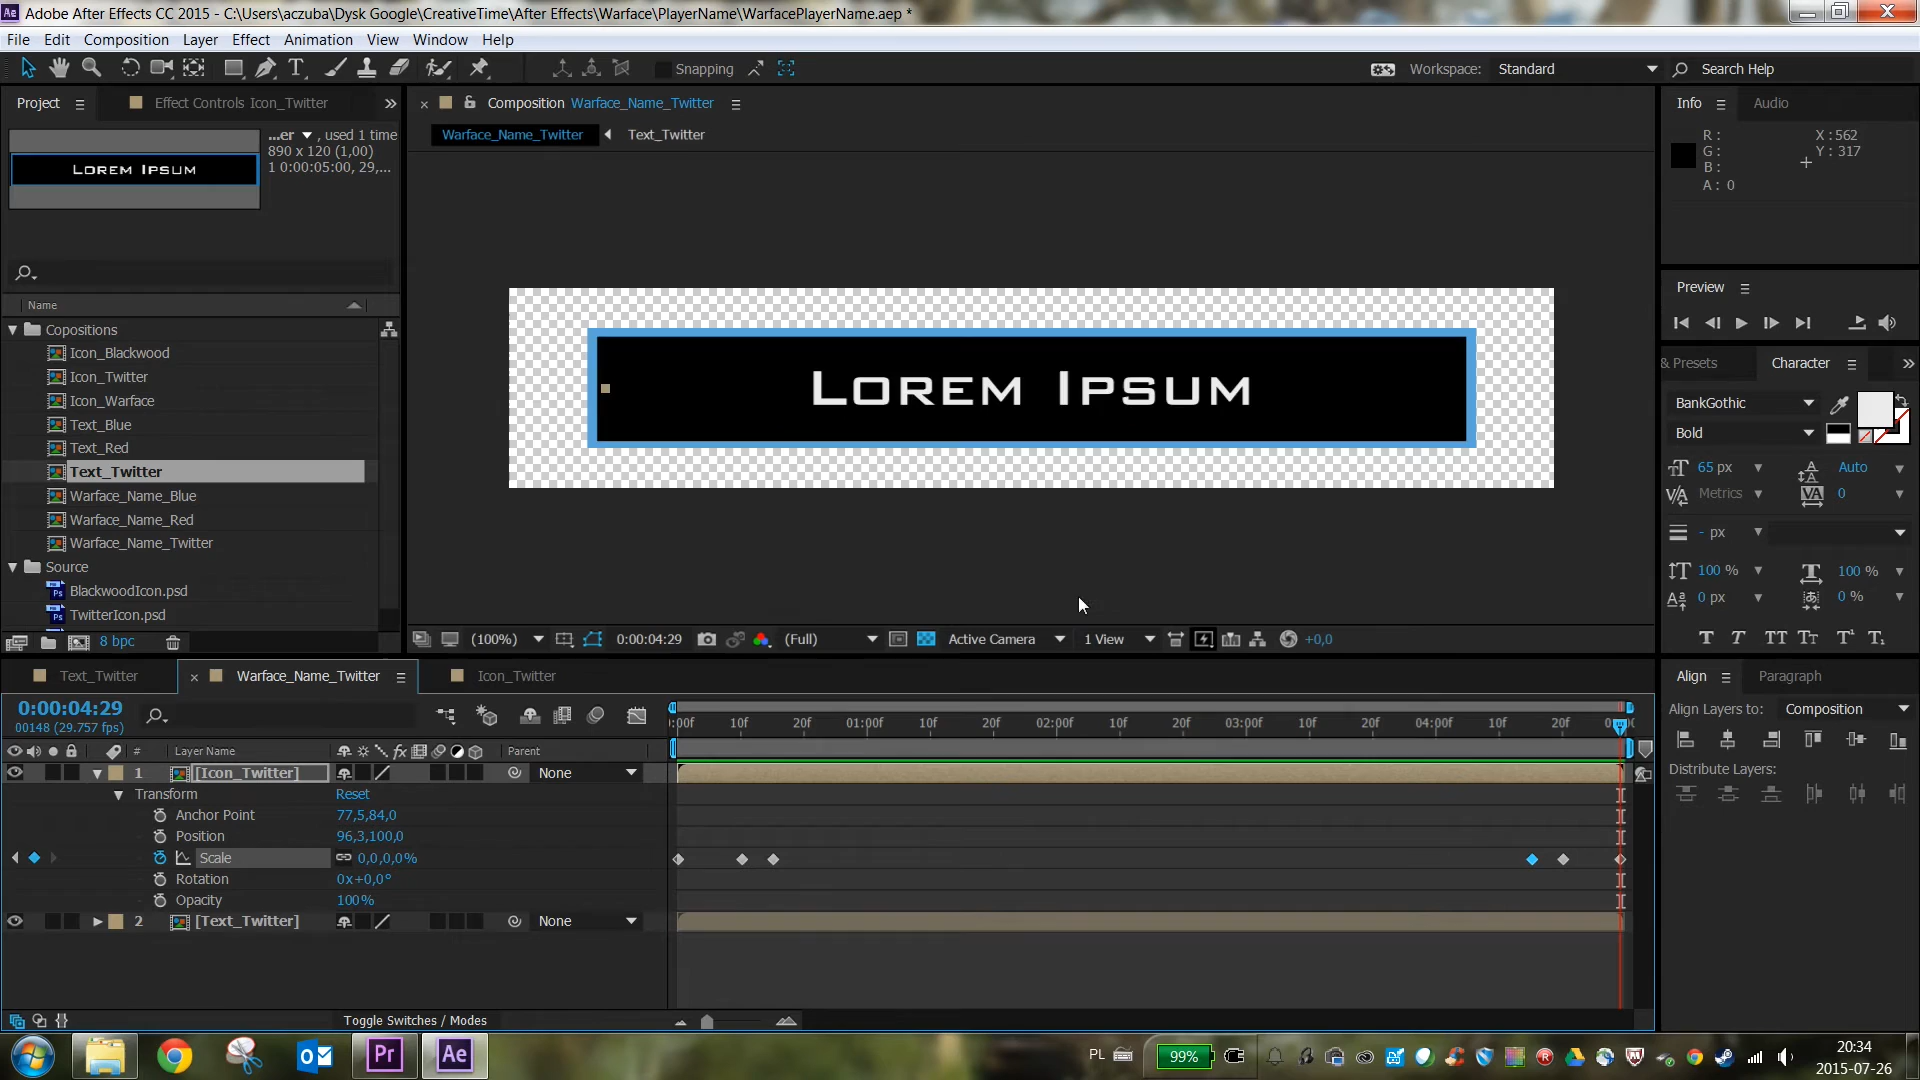 Adobe After Effects CC 2015 - C:\Users\aczuba\Dysk Google\CreativeTime\After Effects\Warface\PlayerName\WarfacePlayerName.aep *
File Edit Composition Layer Effect Animation View Window Help
Snapping
Workspace: Standard
Search Help
Project
Effect Controls Icon_Twitter
Composition Warface_Name_Twitter
Info Audio
...er ▼ , used 1 time
890 x 120 (1,00)
1 0:00:05:00, 29,...
Lorem Ipsum
Warface_Name_Twitter
Text_Twitter
R :
G :
B :
A : 0
X : 562
Y : 317
Lorem Ipsum
Name
Copositions
Icon_Blackwood
Icon_Twitter
Icon_Warface
Text_Blue
Text_Red
Text_Twitter
Warface_Name_Blue
Warface_Name_Red
Warface_Name_Twitter
Source
BlackwoodIcon.psd
TwitterIcon.psd
8 bpc
(100%)
0:00:04:29
(Full)
Active Camera
1 View
+0,0
Preview
& Presets
Character
BankGothic
Bold
65 px
Auto
Metrics
0
- px
100 %
100 %
0 px
0 %
Text_Twitter
Warface_Name_Twitter
Icon_Twitter
0:00:04:29
00148 (29.757 fps)
:00f 10f 20f 01:00f 10f 20f 02:00f 10f 20f 03:00f 10f 20f 04:00f 10f 20f
# Layer Name
Parent
1 [Icon_Twitter]
None
Transform
Reset
Anchor Point
77,5,84,0
Position
96,3,100,0
Scale
0,0,0,0%
Rotation
0x+0,0°
Opacity
100%
2 [Text_Twitter]
None
Toggle Switches / Modes
Align Paragraph
Align Layers to: Composition
Distribute Layers:
PL
99%
20:34
2015-07-26